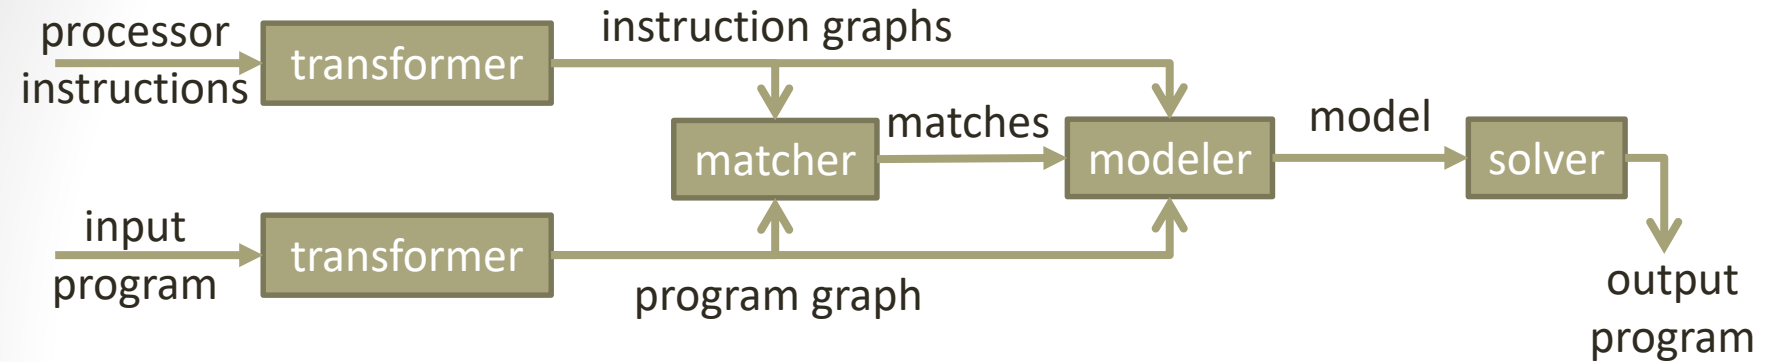 processor
instructions
transformer
instruction graphs
matcher
matches
modeler
model
solver
input
program
transformer
program graph
output
program